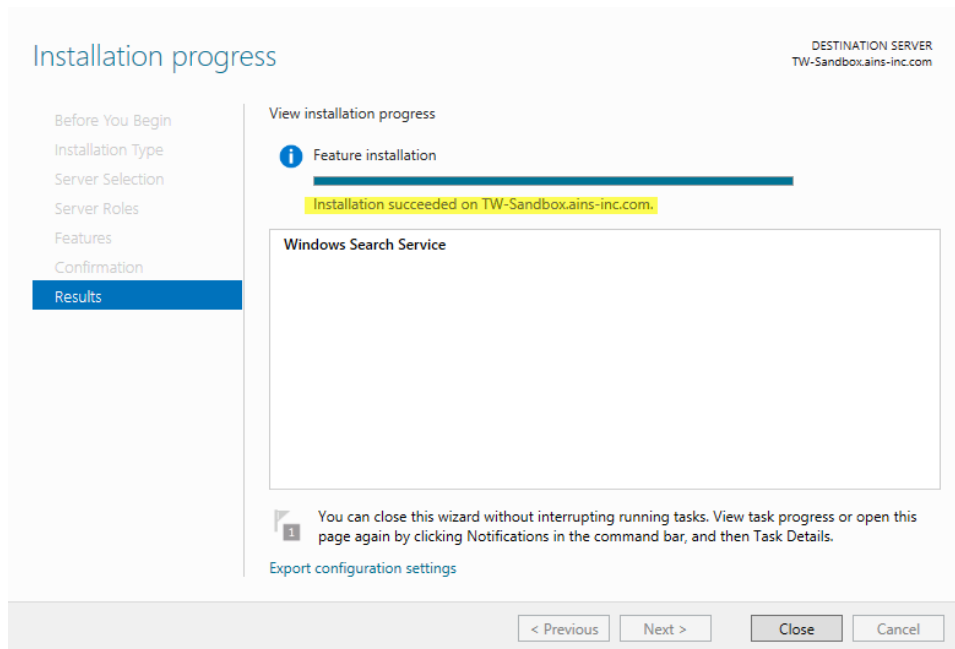 Installation progress
DESTINATION SERVER
TW-Sandbox.ains-inc.com
Before You Begin
Installation Type
Server Selection
Server Roles
Features
Confirmation
Results
View installation progress
Feature installation
Installation succeeded on TW-Sandbox.ains-inc.com.
Windows Search Service
1
You can close this wizard without interrupting running tasks. View task progress or open this
page again by clicking Notifications in the command bar, and then Task Details.
Export configuration settings
< Previous
Next >
Close
Cancel